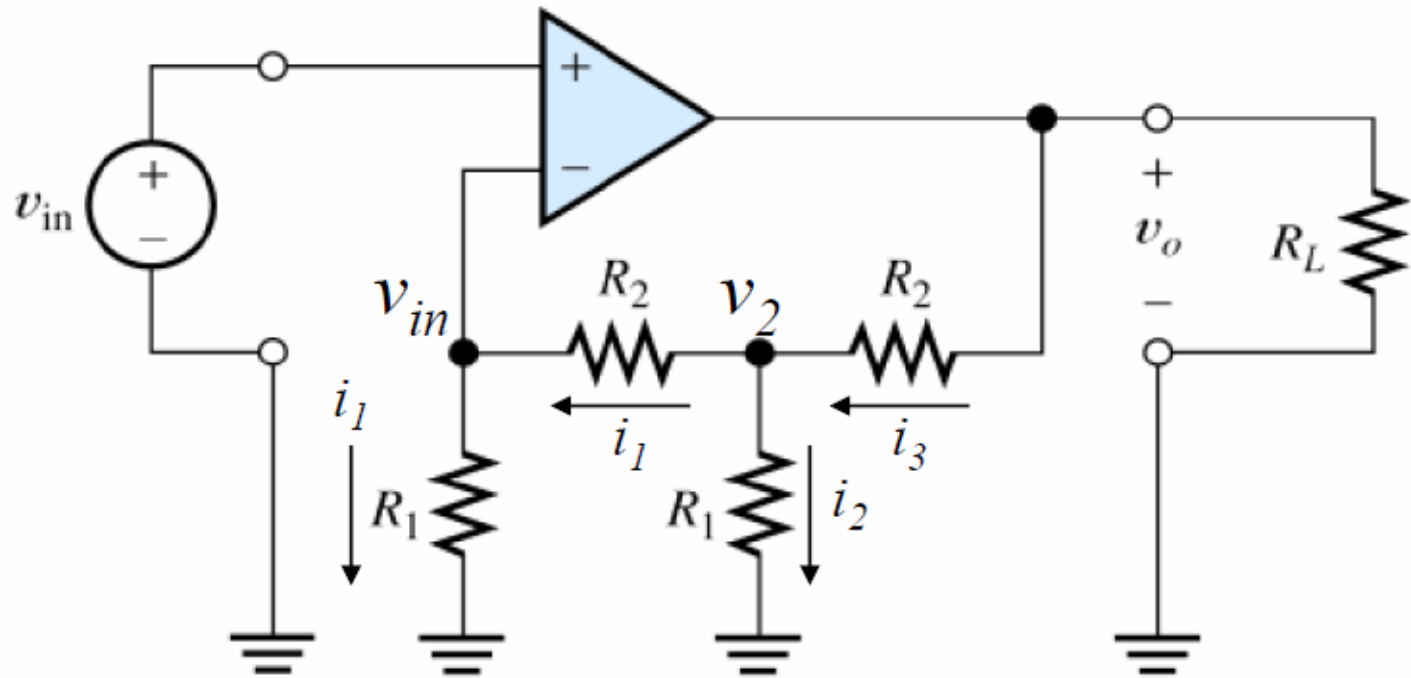 +
−
+
−
v_in
v_in
R_2
v_2
R_2
+
v_o
−
R_L
i_1
i_1
i_3
R_1
R_1
i_2